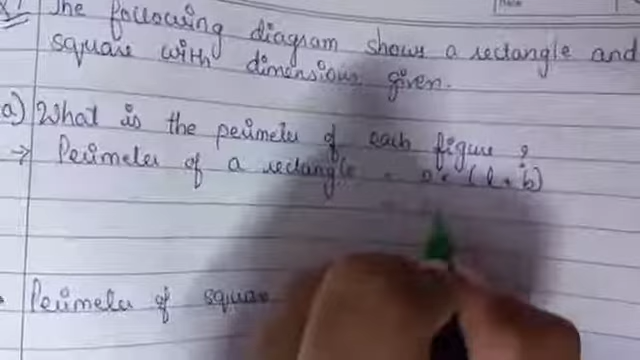 The following diagram shows a rectangle and
square with dimensions given.
a) What is the perimeter of each figure ?
→ Perimeter of a rectangle = 2 × (l + b)
Perimeter of square